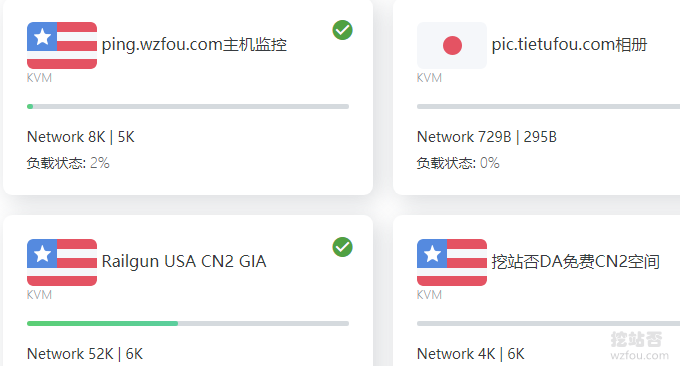 ping.wzfou.com主机监控
KVM
Network 8K | 5K
负载状态: 2%
pic.tietufou.com相册
KVM
Network 729B | 295B
负载状态: 0%
Railgun USA CN2 GIA
KVM
Network 52K | 6K
挖站否DA免费CN2空间
KVM
Network 4K | 6K
挖站否
wzfou.com